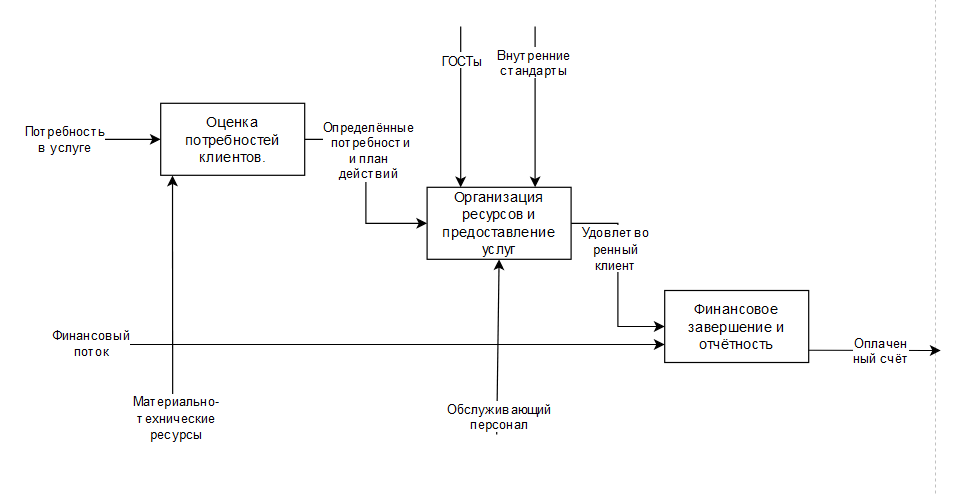 ГОСТы
Внутренние
стандарты
Оценка
потребностей
клиентов.
Потребность
в услуге
Определённые
потребности
и план
действий
Организация
ресурсов и
предоставление
услуг
Удовлетво
ренный
клиент
Финансовое
завершение и
отчётность
Финансовый
поток
Оплачен
ный счёт
Материально-
технические
ресурсы
Обслуживающий
персонал